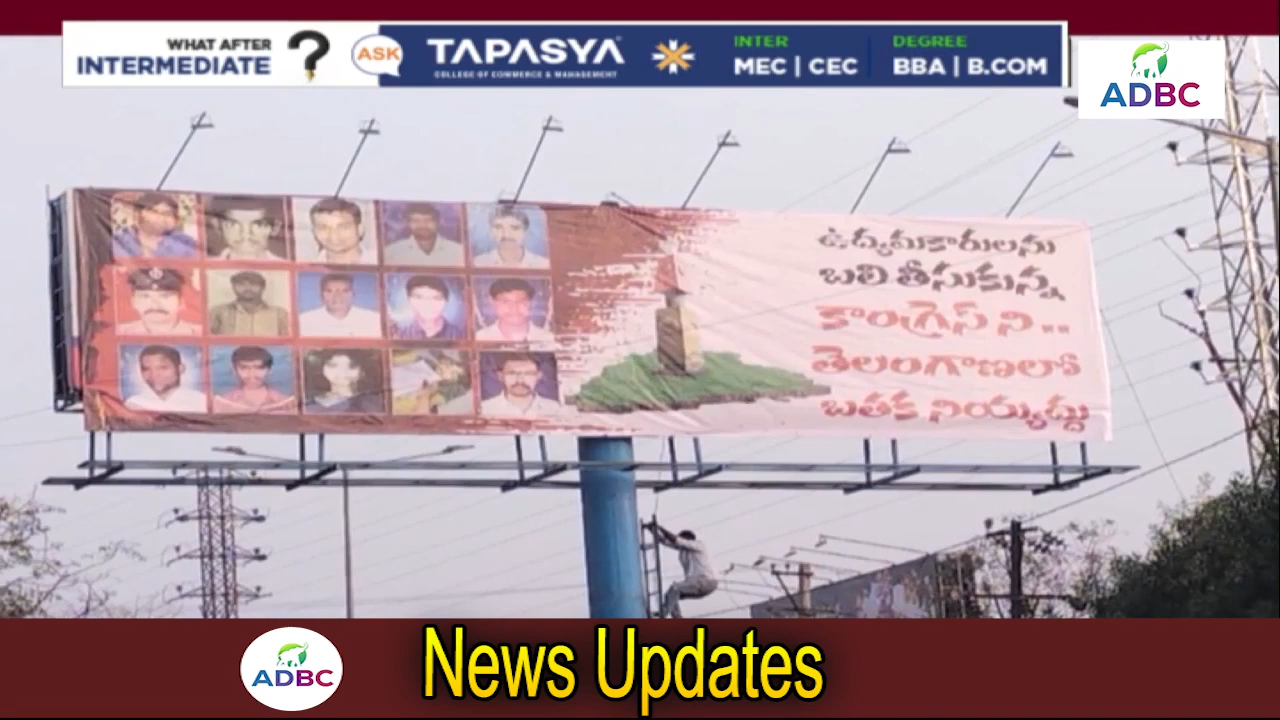 WHAT AFTER
INTERMEDIATE
?
ASK
TAPASYA
COLLEGE OF COMMERCE & MANAGEMENT
INTER
MEC | CEC
DEGREE
BBA | B.COM
ADBC
ఉద్యమకారులను
బలి తీసుకున్న
కాంగ్రెస్ ని..
తెలంగాణలో
బతక నియ్యద్దు
ADBC
News Updates